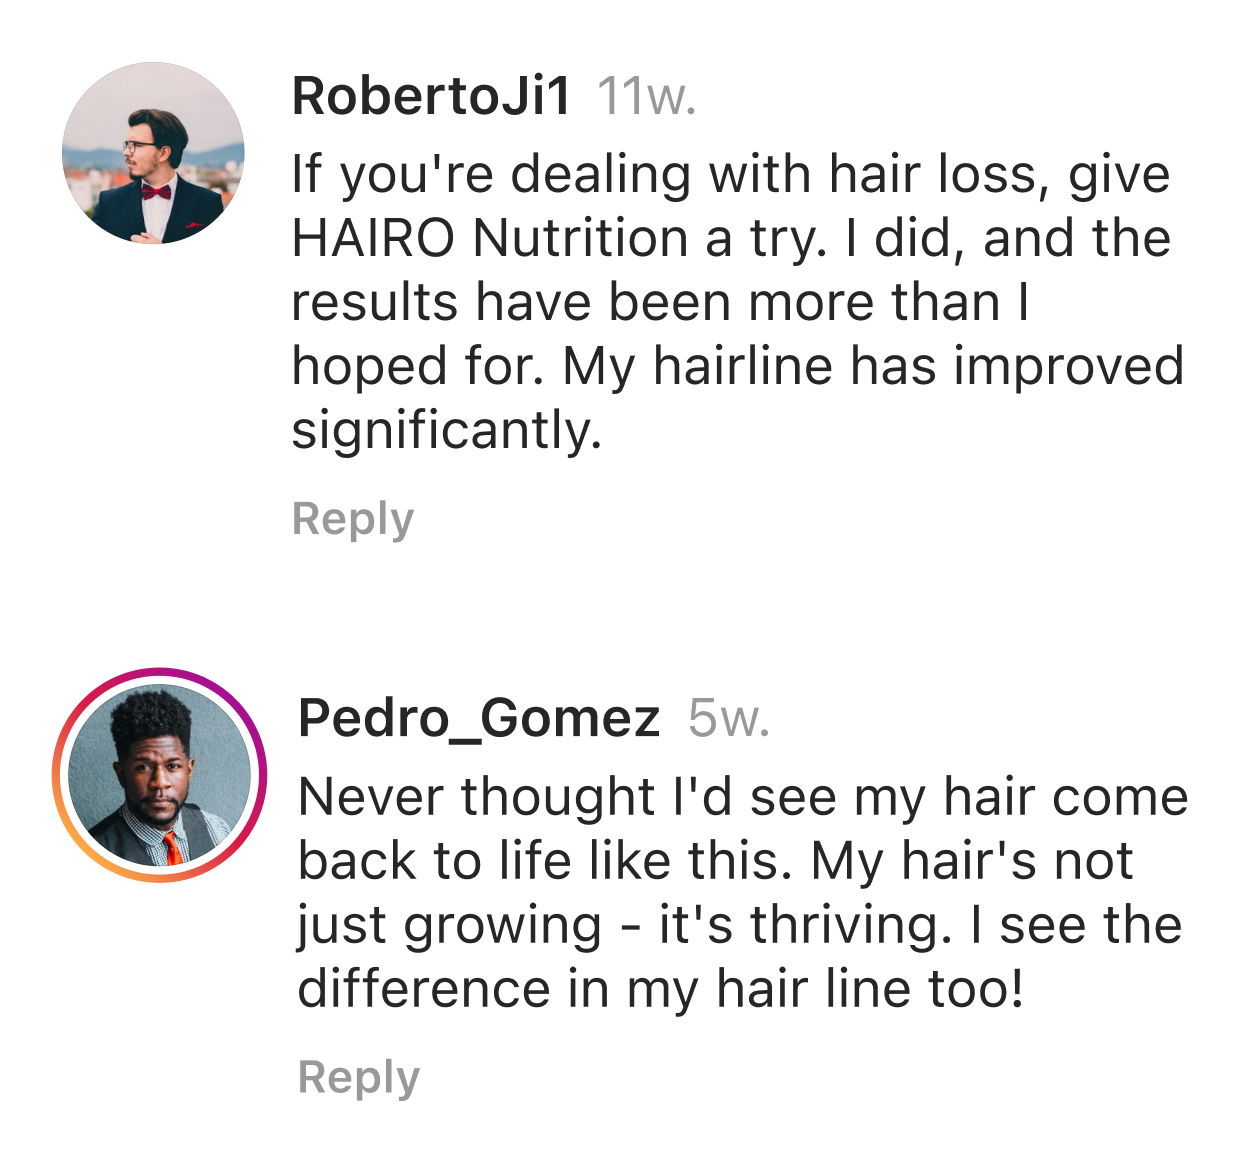 RobertoJi1 11w.
If you're dealing with hair loss, give
HAIRO Nutrition a try. I did, and the
results have been more than I
hoped for. My hairline has improved
significantly.
Reply
Pedro_Gomez 5w.
Never thought I'd see my hair come
back to life like this. My hair's not
just growing - it's thriving. I see the
difference in my hair line too!
Reply